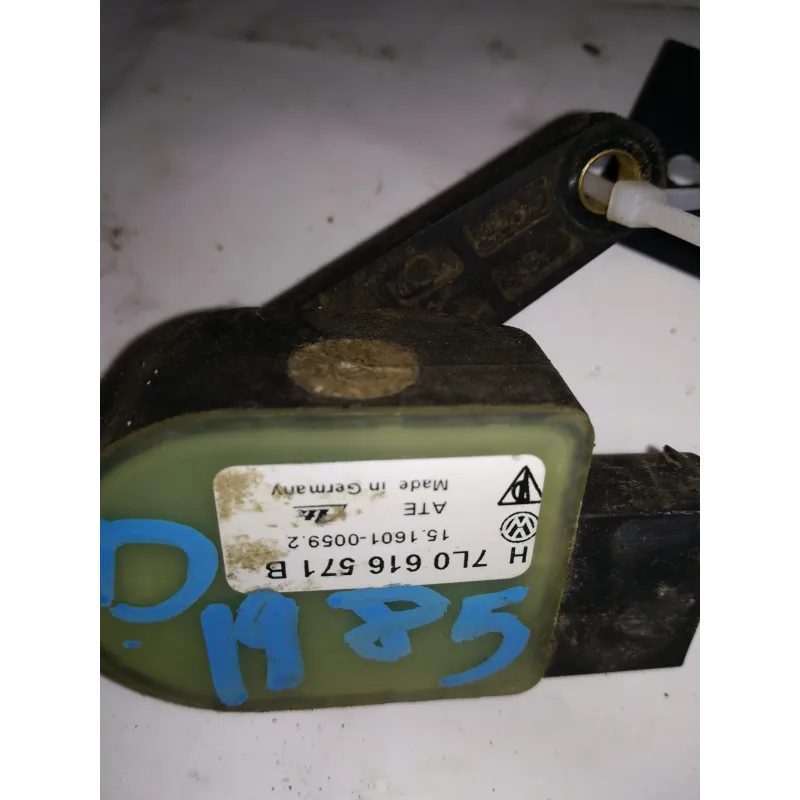 H 7L0 616 571 B
15.1601-0059.2
ATE
Made in Germany